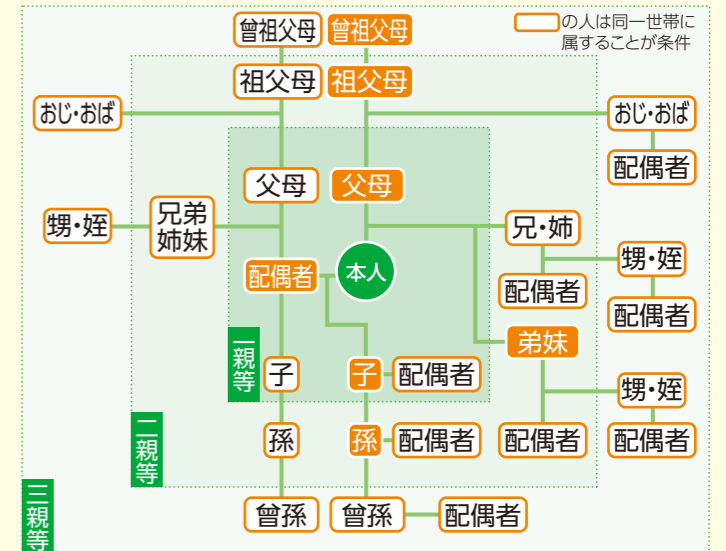 の人は同一世帯に
属することが条件
曾祖父母
曾祖父母
祖父母
祖父母
おじ・おば
おじ・おば
配偶者
父母
父母
甥・姪
兄弟
姉妹
兄・姉
配偶者
本人
配偶者
甥・姪
配偶者
弟妹
一親等
子
子
配偶者
甥・姪
二親等
孫
孫
配偶者
配偶者
配偶者
三親等
曾孫
曾孫
配偶者